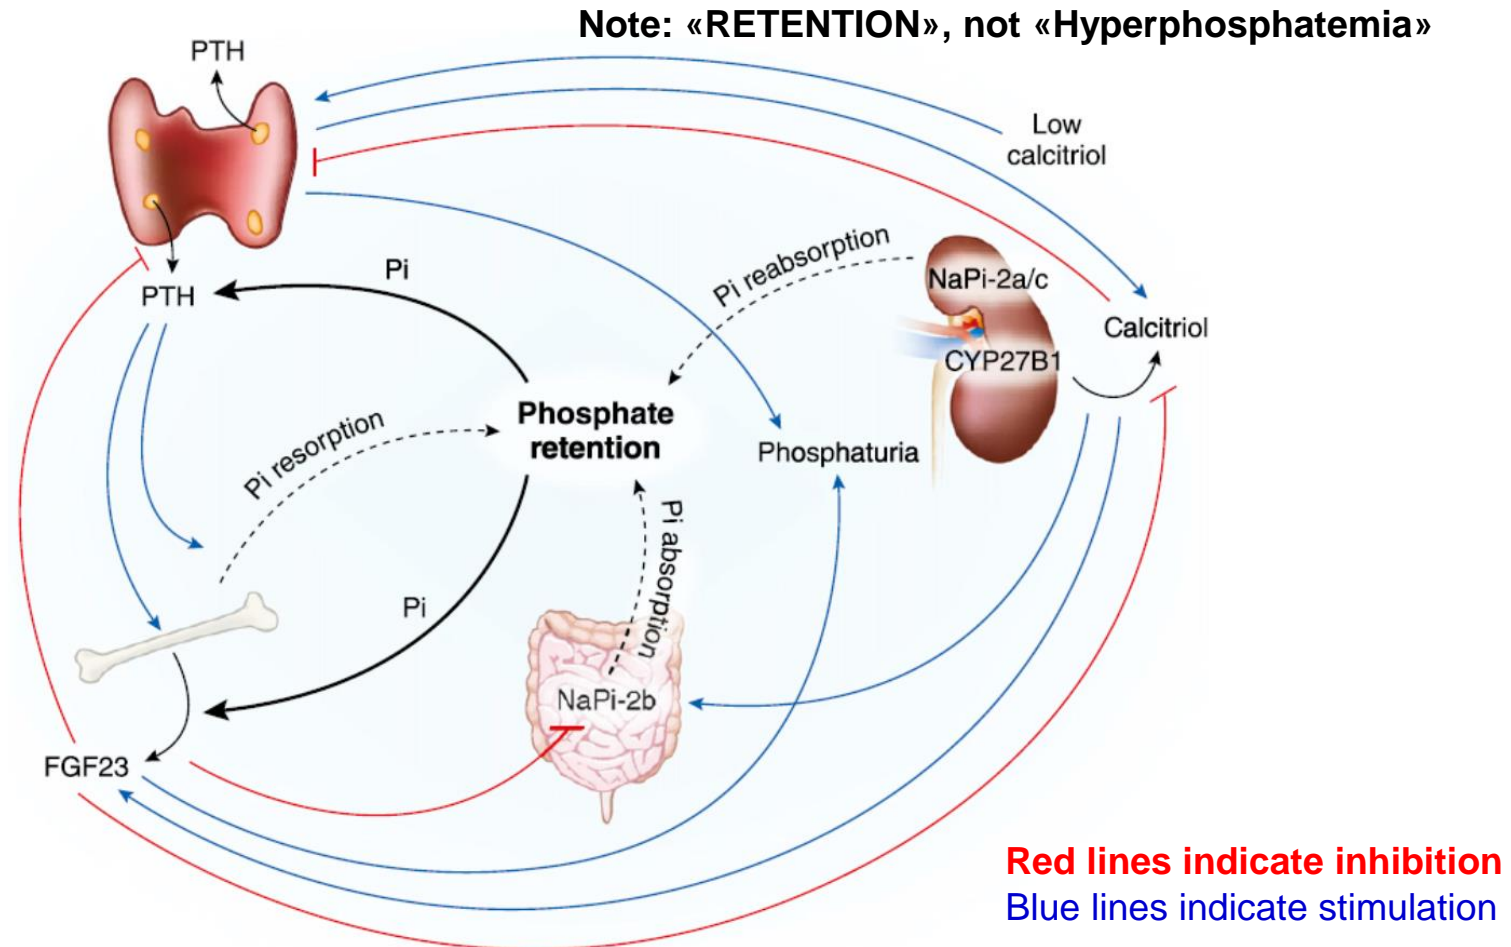 Note: «RETENTION», not «Hyperphosphatemia»
PTH
Low
calcitriol
Pi reabsorption
NaPi-2a/c
Pi
PTH
Calcitriol
CYP27B1
Phosphate
retention
Pi resorption
Phosphaturia
Pi absorption
Pi
NaPi-2b
FGF23
Red lines indicate inhibition
Blue lines indicate stimulation